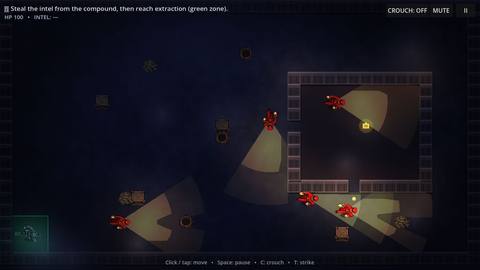 Steal the intel from the compound, then reach extraction (green zone).
HP 100 • INTEL: —
CROUCH: OFF MUTE II
Click / tap: move • Space: pause • C: crouch • T: strike